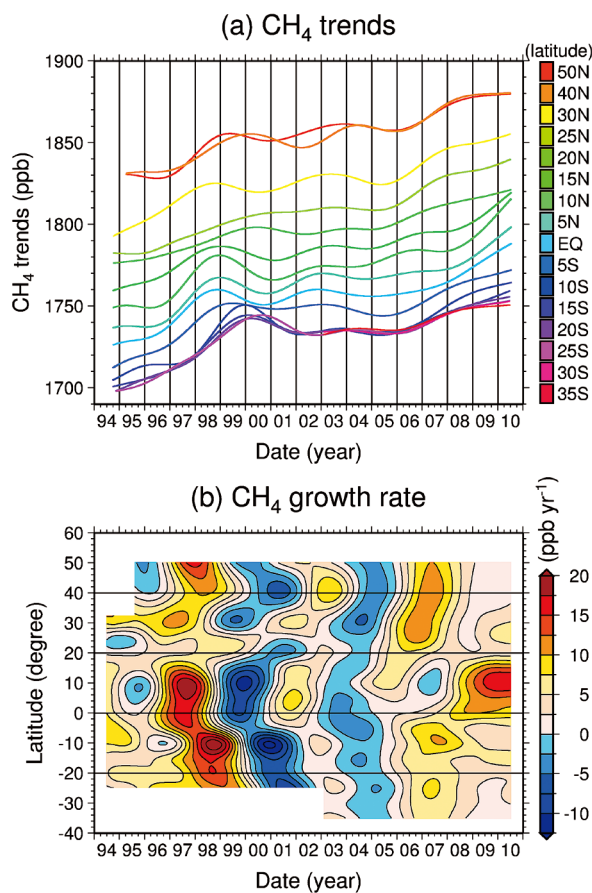 (a) CH4 trends
(latitude)
1900
1850
1800
1750
1700
CH4 trends (ppb)
50N
40N
30N
25N
20N
15N
10N
5N
EQ
5S
10S
15S
20S
25S
30S
35S
94 95 96 97 98 99 00 01 02 03 04 05 06 07 08 09 10
Date (year)
(b) CH4 growth rate
(ppb yr-1)
60
50
40
30
20
10
0
-10
-20
-30
-40
Latitude (degree)
20
15
10
5
0
-5
-10
94 95 96 97 98 99 00 01 02 03 04 05 06 07 08 09 10
Date (year)